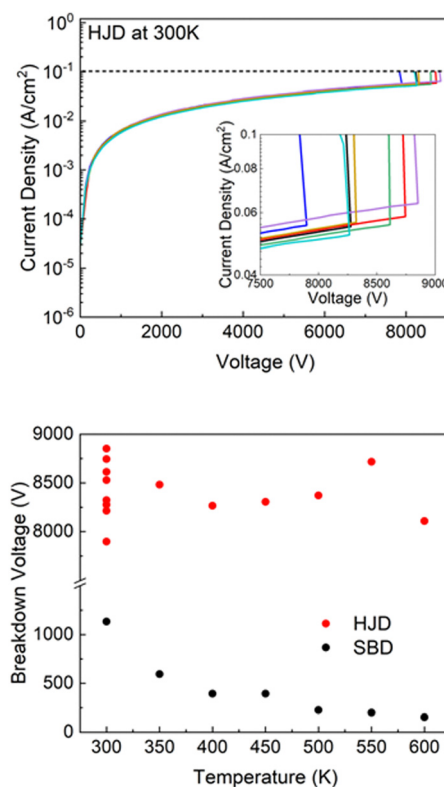 HJD at 300K
Current Density (A/cm²)
10⁰
10⁻¹
10⁻²
10⁻³
10⁻⁴
10⁻⁵
10⁻⁶
0 2000 4000 6000 8000
Voltage (V)
Current Density (A/cm²)
0.1
0.08
0.06
0.04
7500 8000 8500 9000
Voltage (V)
Breakdown Voltage (V)
9000
8500
8000
1000
500
0
HJD
SBD
300 350 400 450 500 550 600
Temperature (K)